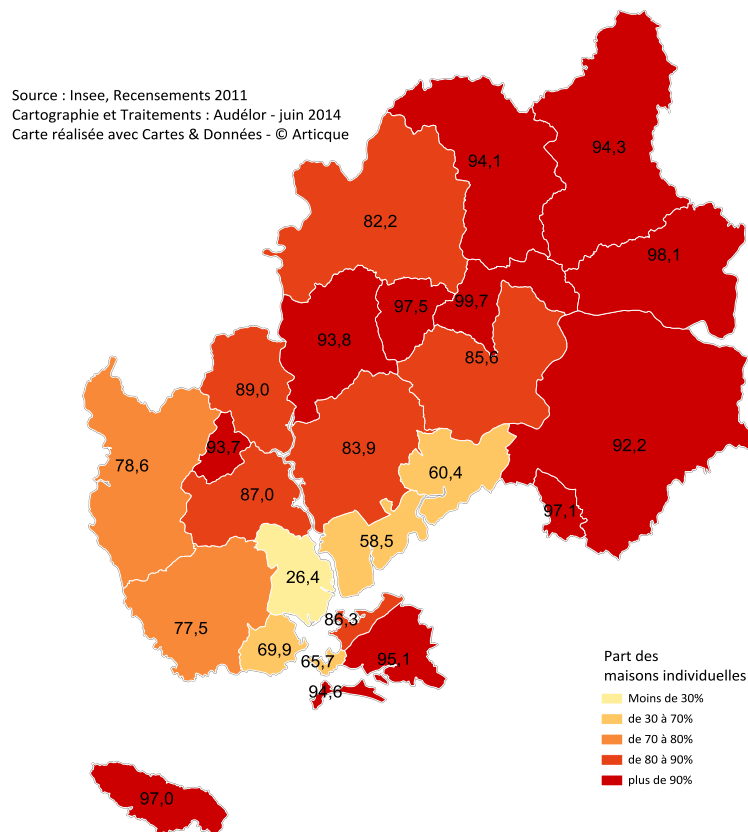 Source : Insee, Recensements 2011
Cartographie et Traitements : Audélor - juin 2014
Carte réalisée avec Cartes & Données - © Articque
94,1
94,3
82,2
98,1
97,5
99,7
93,8
85,6
89,0
93,7
83,9
92,2
78,6
60,4
87,0
97,1
58,5
26,4
86,3
77,5
69,9
65,7
95,1
94,6
97,0
Part des
maisons individuelles
Moins de 30%
de 30 à 70%
de 70 à 80%
de 80 à 90%
plus de 90%